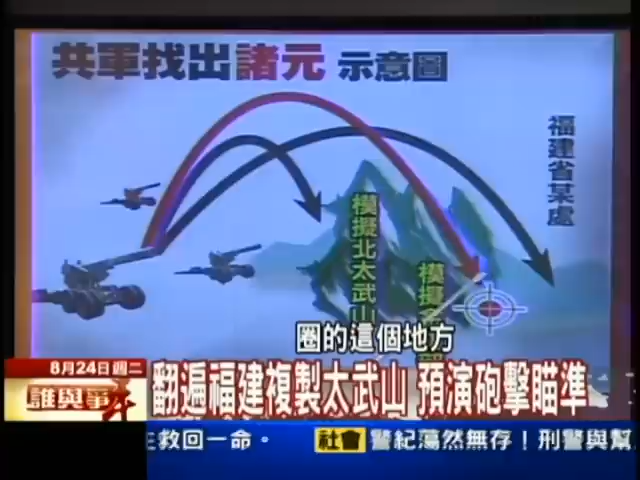 共軍找出諸元 示意圖
福建省某處
模擬北太武山
模擬
圈的這個地方
8月24日週二
翻遍福建複製太武山 預演砲擊瞄準
誰與爭
救回一命。 社會 警紀蕩然無存！刑警與幫